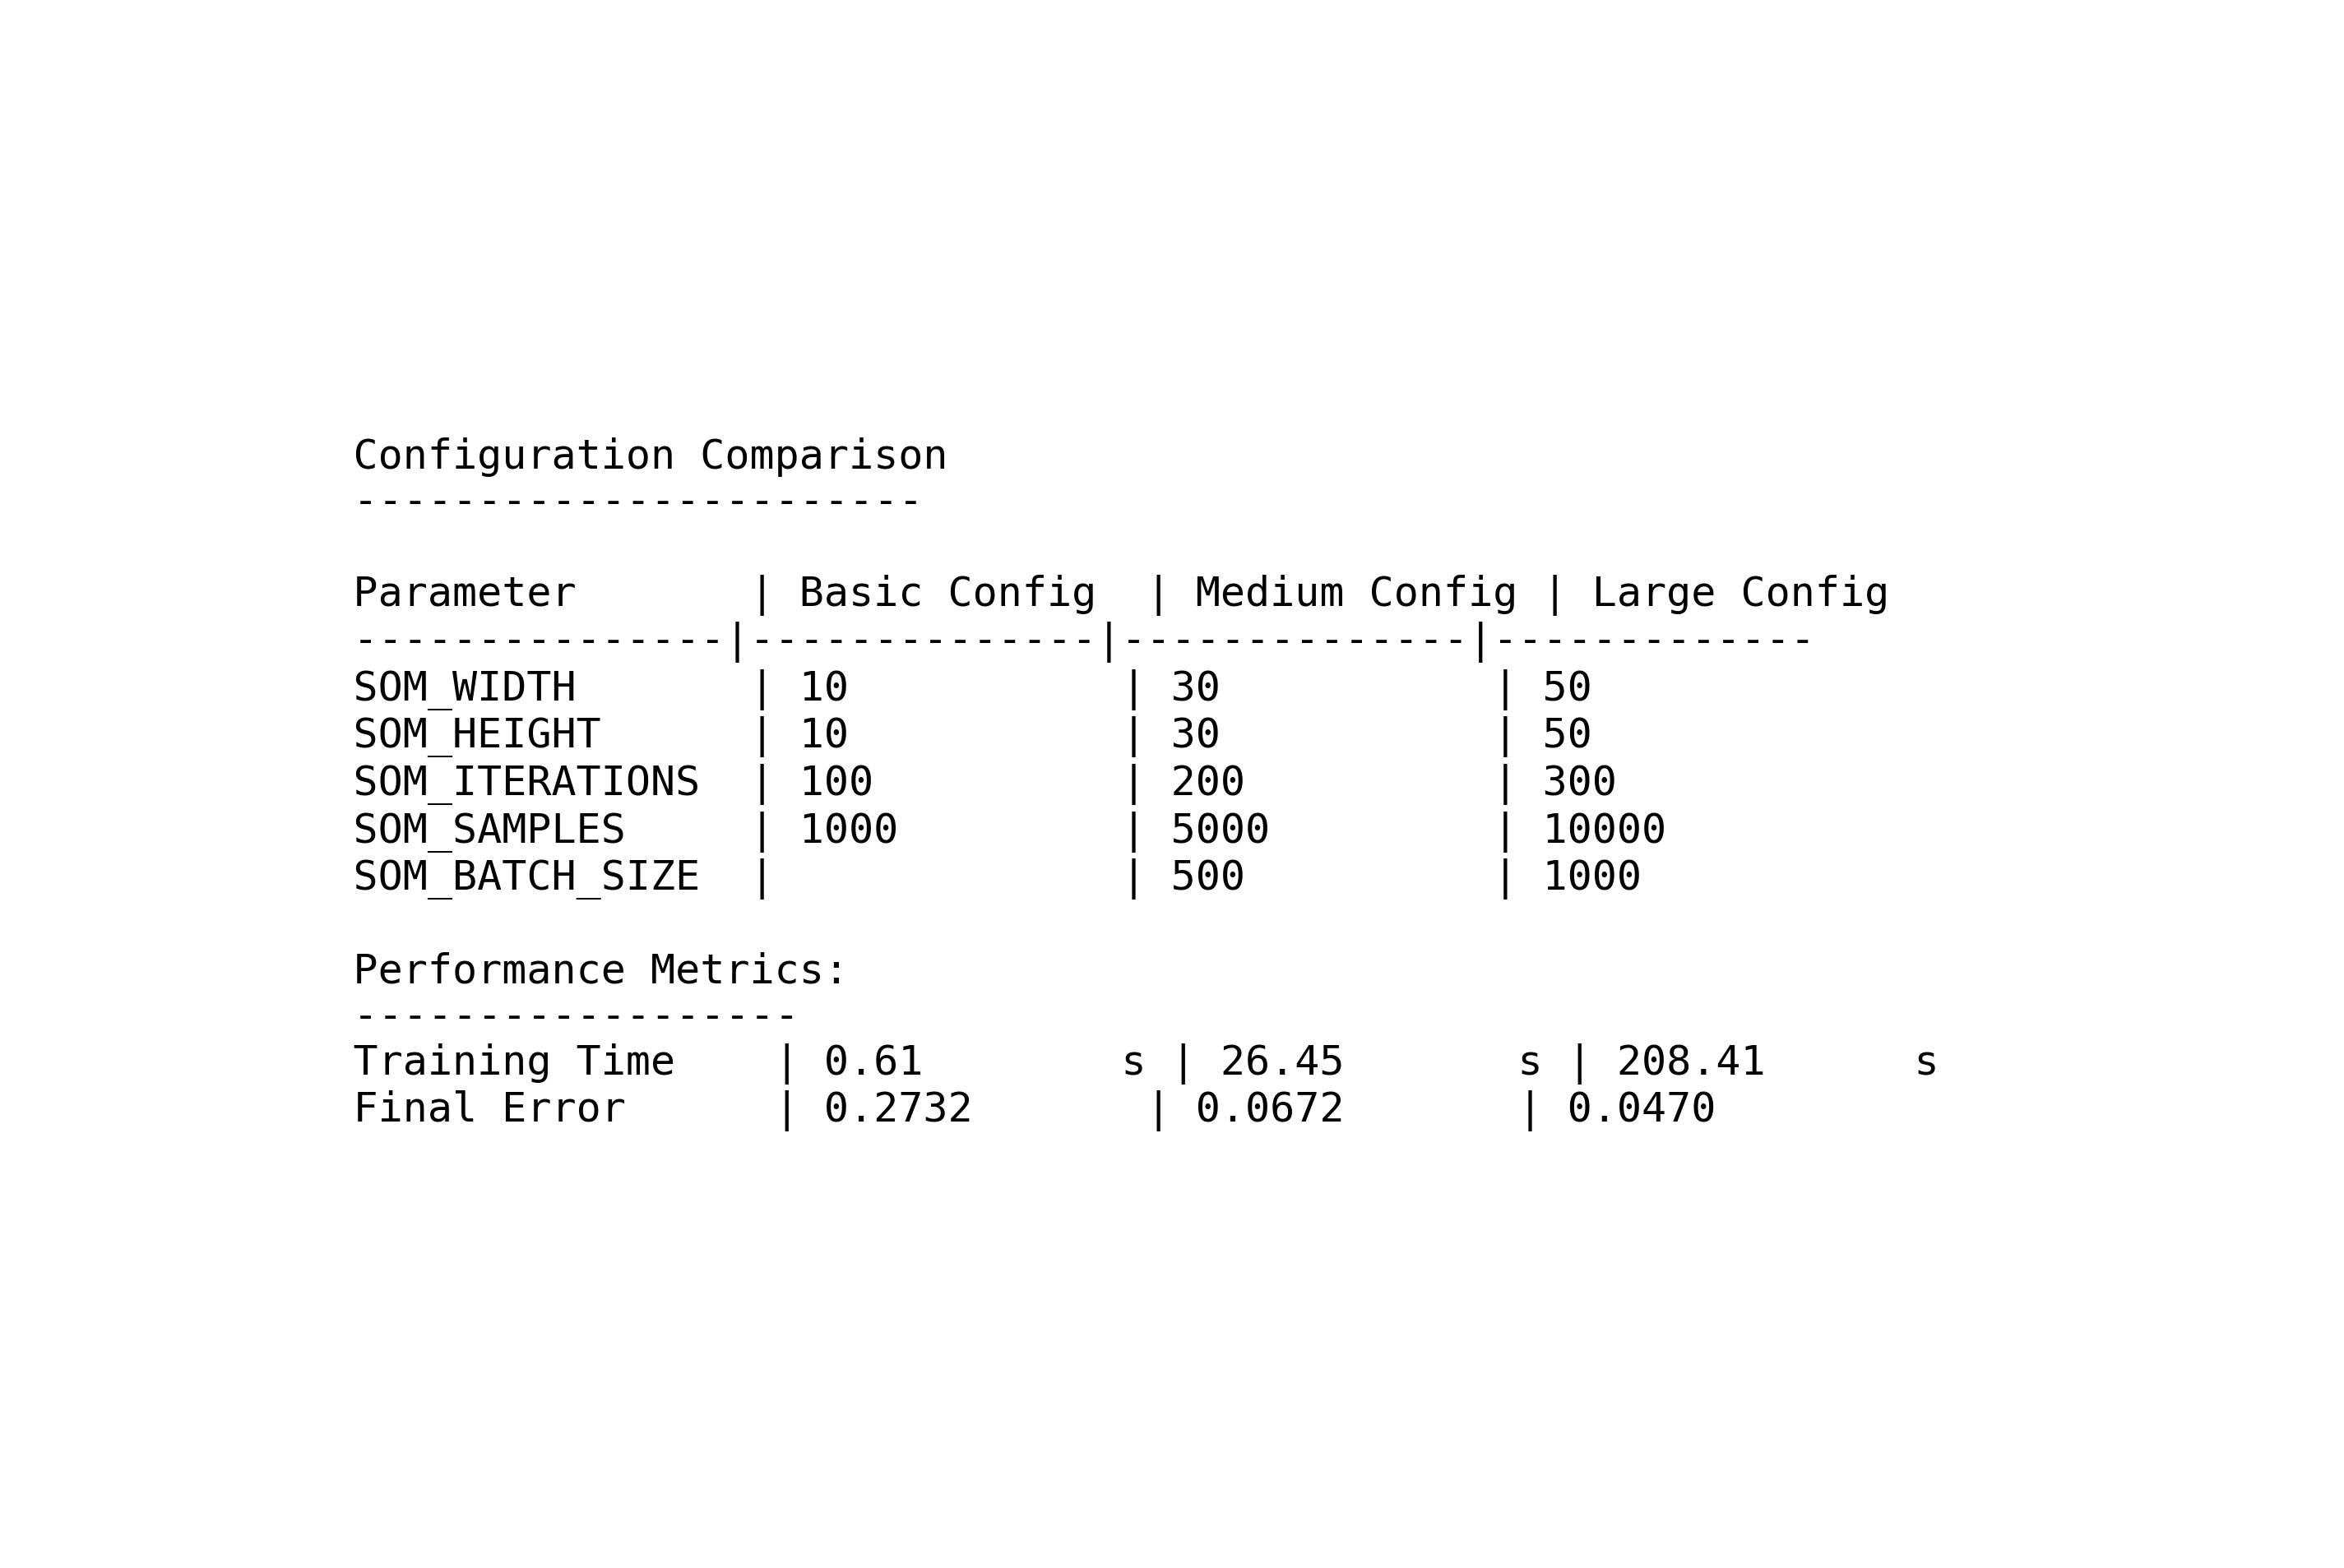 Configuration Comparison
-----------------------

Parameter       | Basic Config  | Medium Config | Large Config
---------------|--------------|--------------|-------------
SOM_WIDTH       | 10           | 30           | 50
SOM_HEIGHT      | 10           | 30           | 50
SOM_ITERATIONS  | 100          | 200          | 300
SOM_SAMPLES     | 1000         | 5000         | 10000
SOM_BATCH_SIZE  |              | 500          | 1000

Performance Metrics:
------------------
Training Time    | 0.61        s | 26.45       s | 208.41      s
Final Error      | 0.2732       | 0.0672       | 0.0470